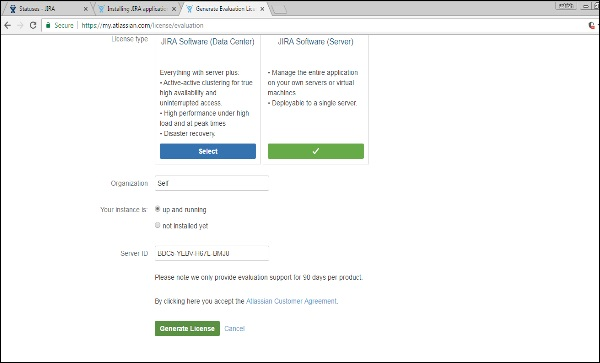 Statuses - JIRA
Installing JIRA applicatio
Generate Evaluation Lice
Secure | https://my.atlassian.com/license/evaluation
License type
JIRA Software (Data Center)
JIRA Software (Server)
Everything with server plus:
• Active-active clustering for true
high availability and
uninterrupted access.
• High performance under high
load and at peak times
• Disaster recovery.
• Manage the entire application
on your own servers or virtual
machines
• Deployable to a single server.
Select
Organization
Self
Your instance is:
up and running
not installed yet
Server ID
Please note we only provide evaluation support for 90 days per product.
By clicking here you accept the Atlassian Customer Agreement.
Generate License
Cancel